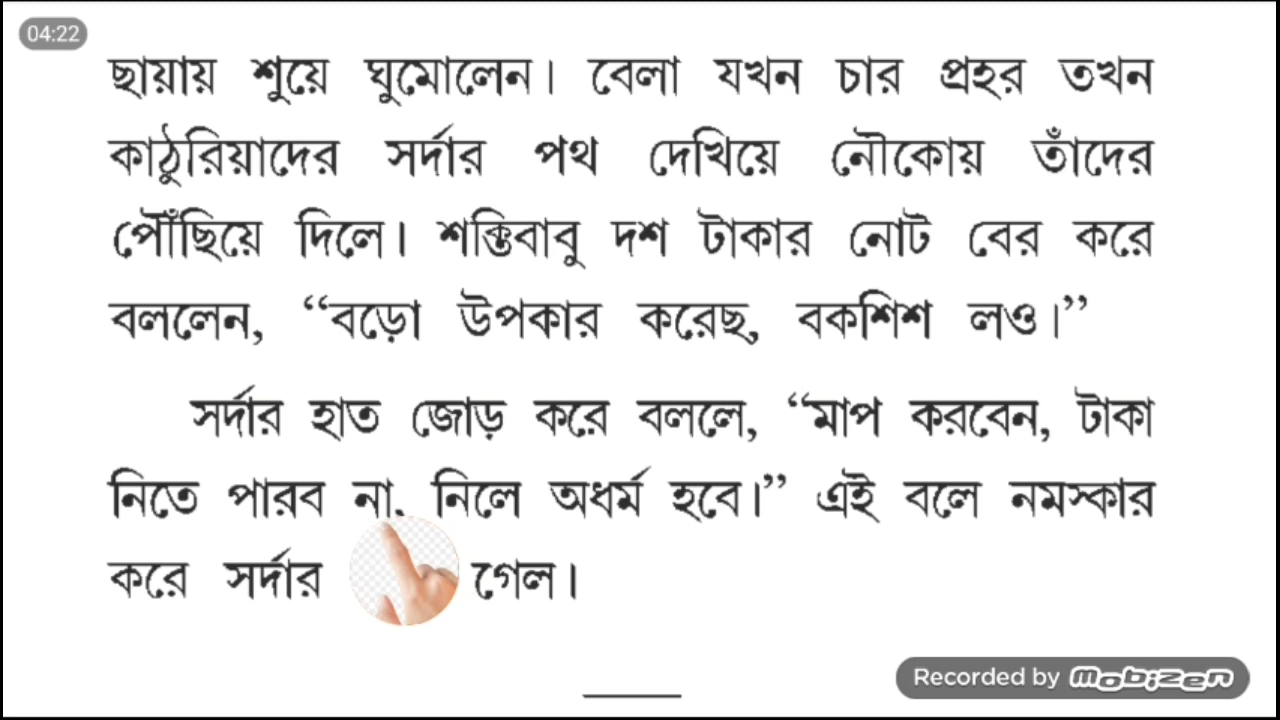 04:22
ছায়ায় শুয়ে ঘুমোলেন। বেলা যখন চার প্রহর তখন
কাঠুরিয়াদের সর্দার পথ দেখিয়ে নৌকোয় তাঁদের
পৌঁছিয়ে দিলে। শক্তিবাবু দশ টাকার নোট বের করে
বললেন, “বড়ো উপকার করেছ, বকশিশ লও।”
সর্দার হাত জোড় করে বললে, “মাপ করবেন, টাকা
নিতে পারব না, নিলে অধর্ম হবে।” এই বলে নমস্কার
করে সর্দার গেল।
Recorded by mobizen